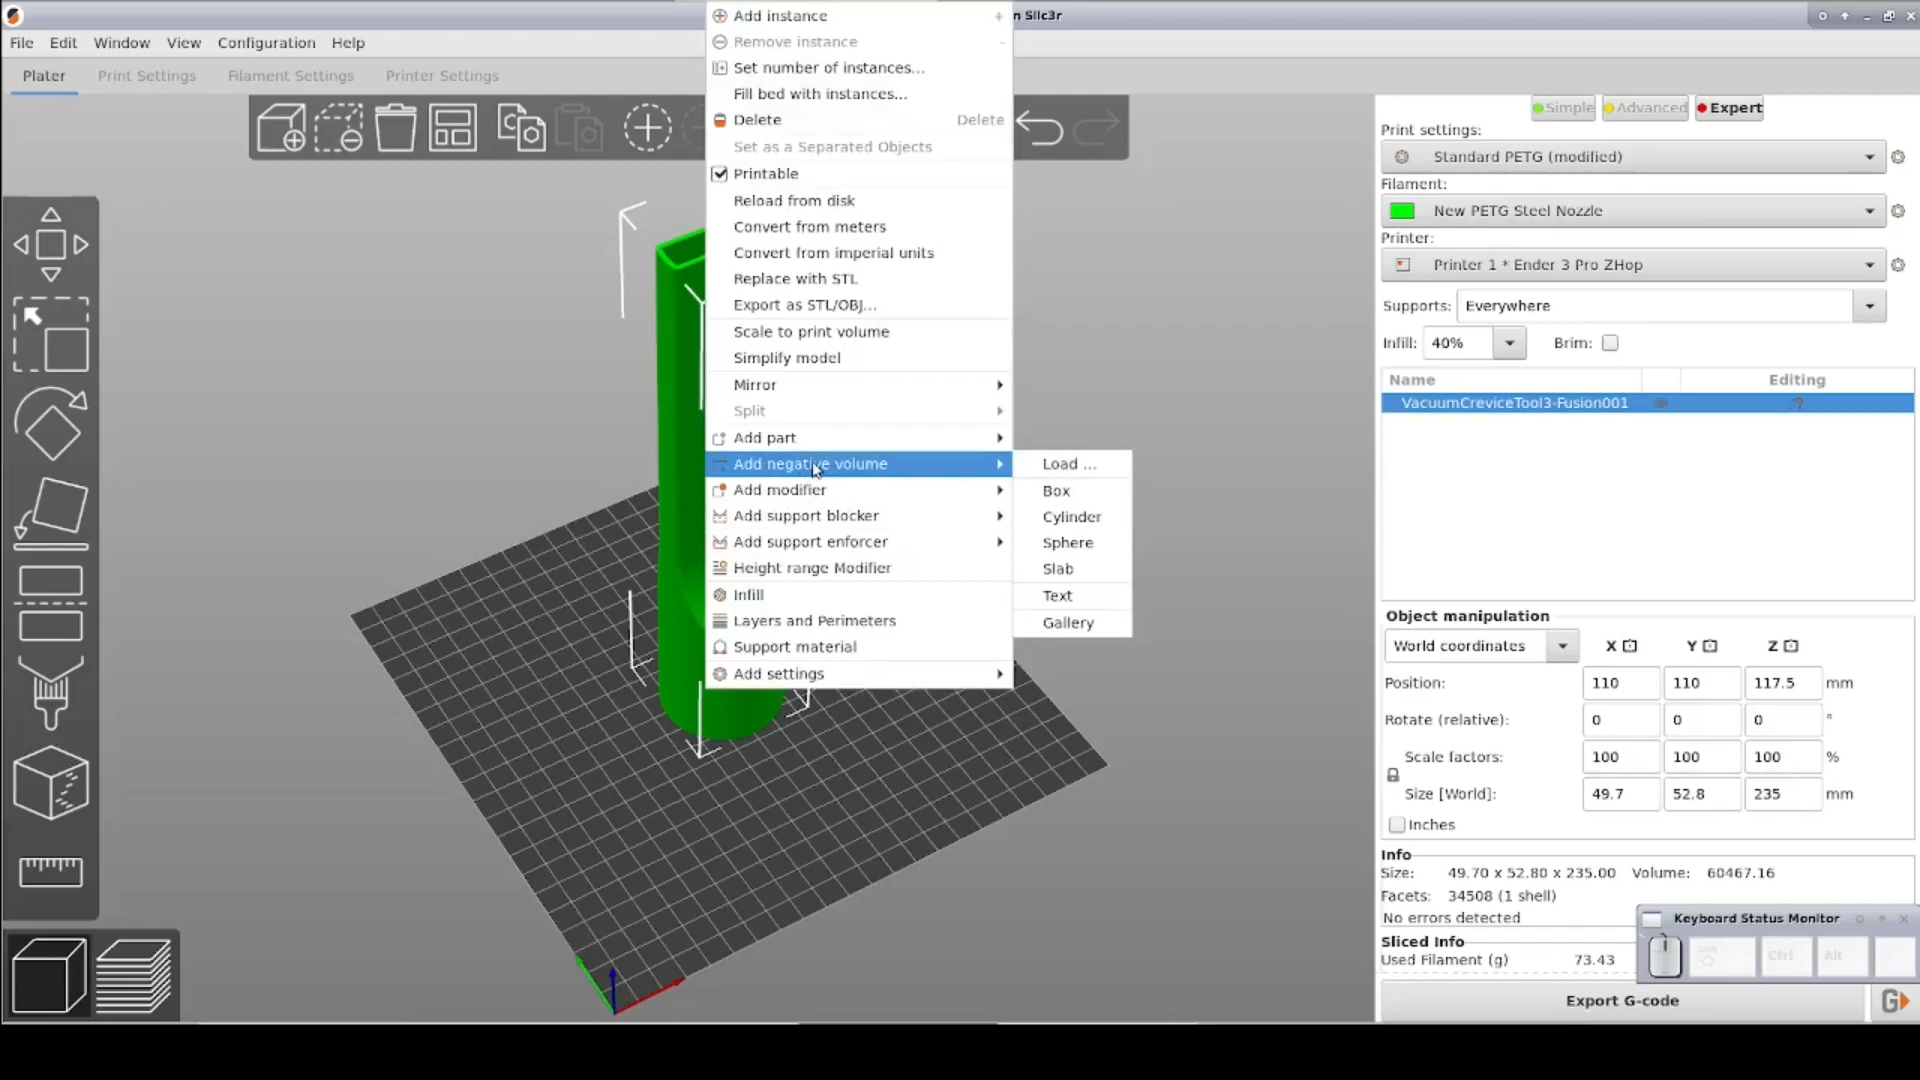 n Slic3r
File Edit Window View Configuration Help
Plater Print Settings Filament Settings Printer Settings
Add instance +
Remove instance -
Set number of instances...
Fill bed with instances...
Delete Delete
Set as a Separated Objects
Printable
Reload from disk
Convert from meters
Convert from imperial units
Replace with STL
Export as STL/OBJ...
Scale to print volume
Simplify model
Mirror
Split
Add part
Add negative volume
Add modifier
Add support blocker
Add support enforcer
Height range Modifier
Infill
Layers and Perimeters
Support material
Add settings
Load ...
Box
Cylinder
Sphere
Slab
Text
Gallery
Simple Advanced Expert
Print settings:
Standard PETG (modified)
Filament:
New PETG Steel Nozzle
Printer:
Printer 1 * Ender 3 Pro ZHop
Supports: Everywhere
Infill: 40% Brim:
Name Editing
VacuumCreviceTool3-Fusion001
Object manipulation
World coordinates X Y Z
Position: 110 110 117.5 mm
Rotate (relative): 0 0 0 °
Scale factors: 100 100 100 %
Size [World]: 49.7 52.8 235 mm
Inches
Info
Size: 49.70 x 52.80 x 235.00 Volume: 60467.16
Facets: 34508 (1 shell)
No errors detected
Sliced Info
Used Filament (g) 73.43
Keyboard Status Monitor
Ctrl Alt
Export G-code
G